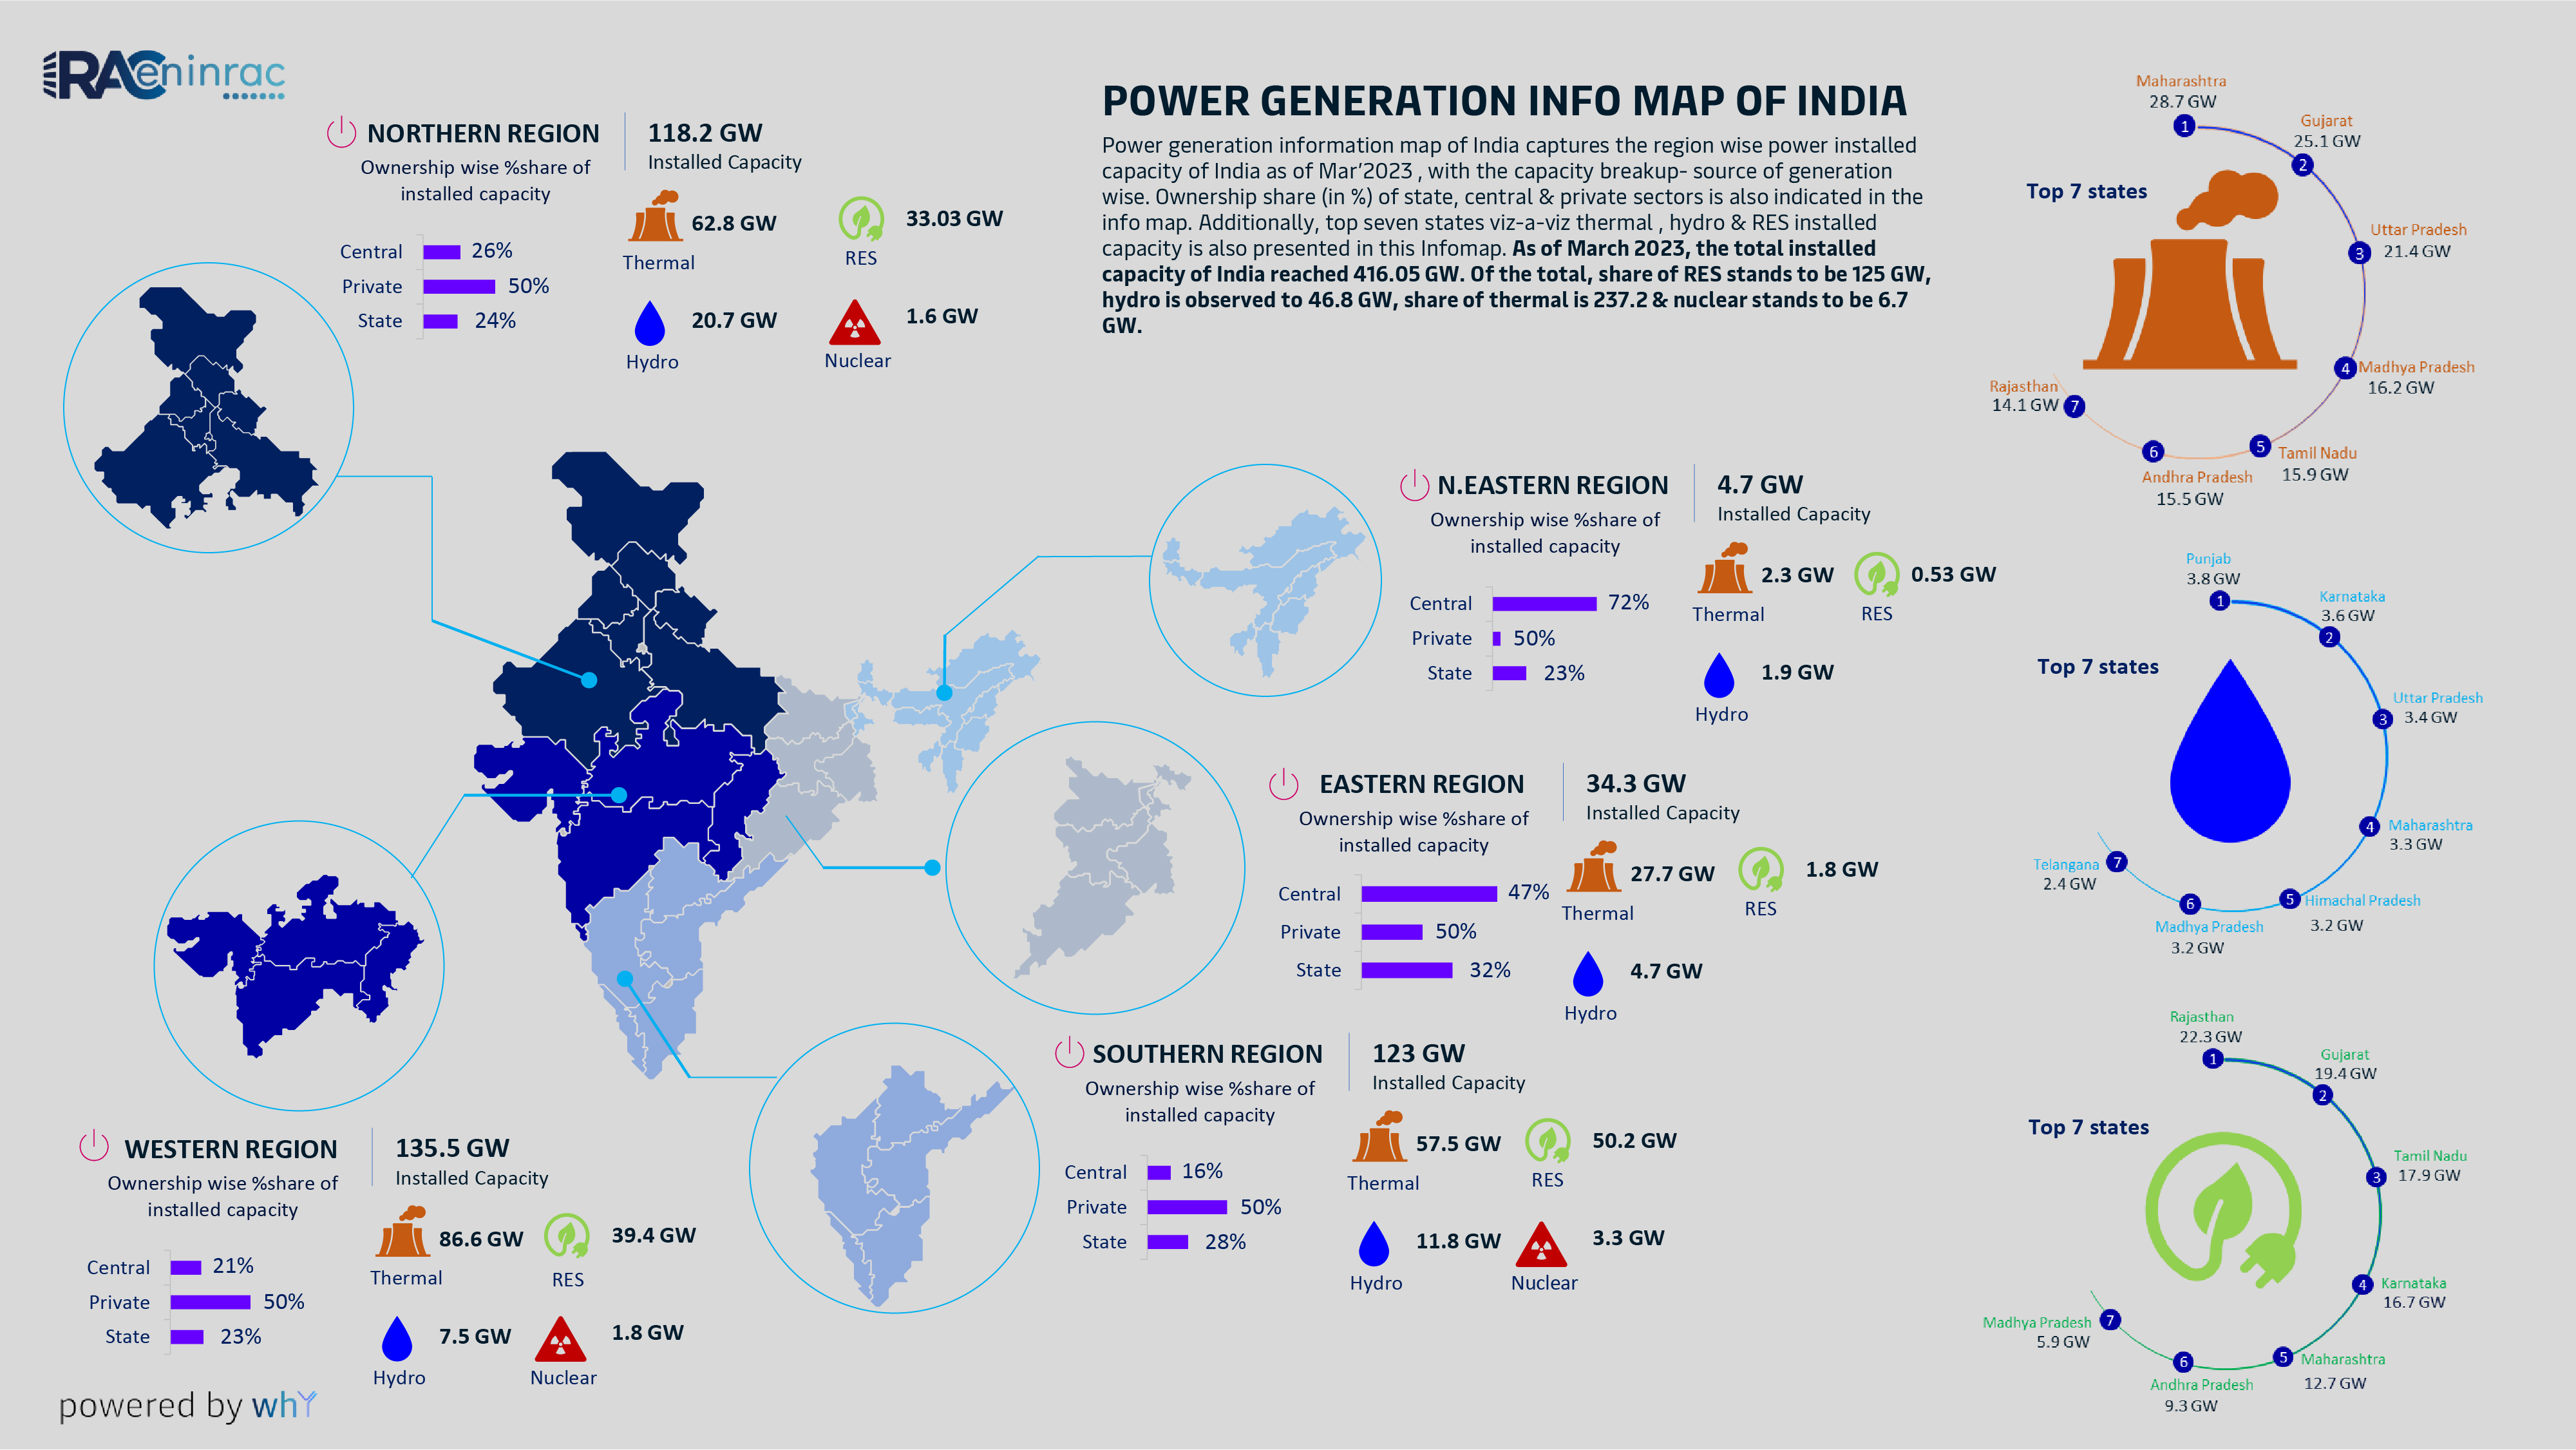 RAC eninrac
POWER GENERATION INFO MAP OF INDIA
Power generation information map of India captures the region wise power installed
capacity of India as of Mar'2023 , with the capacity breakup- source of generation
wise. Ownership share (in %) of state, central & private sectors is also indicated in the
info map. Additionally, top seven states viz-a-viz thermal , hydro & RES installed
capacity is also presented in this Infomap. As of March 2023, the total installed
capacity of India reached 416.05 GW. Of the total, share of RES stands to be 125 GW,
hydro is observed to 46.8 GW, share of thermal is 237.2 & nuclear stands to be 6.7
GW.
NORTHERN REGION
Ownership wise %share of
installed capacity
Central 26%
Private 50%
State 24%
118.2 GW
Installed Capacity
62.8 GW
Thermal
33.03 GW
RES
20.7 GW
Hydro
1.6 GW
Nuclear
N.EASTERN REGION
Ownership wise %share of
installed capacity
Central 72%
Private 50%
State 23%
4.7 GW
Installed Capacity
2.3 GW
Thermal
0.53 GW
RES
1.9 GW
Hydro
EASTERN REGION
Ownership wise %share of
installed capacity
Central 47%
Private 50%
State 32%
34.3 GW
Installed Capacity
27.7 GW
Thermal
1.8 GW
RES
4.7 GW
Hydro
SOUTHERN REGION
Ownership wise %share of
installed capacity
Central 16%
Private 50%
State 28%
123 GW
Installed Capacity
57.5 GW
Thermal
50.2 GW
RES
11.8 GW
Hydro
3.3 GW
Nuclear
WESTERN REGION
Ownership wise %share of
installed capacity
Central 21%
Private 50%
State 23%
135.5 GW
Installed Capacity
86.6 GW
Thermal
39.4 GW
RES
7.5 GW
Hydro
1.8 GW
Nuclear
Top 7 states
1
Maharashtra
28.7 GW
2
Gujarat
25.1 GW
3
Uttar Pradesh
21.4 GW
4
Madhya Pradesh
16.2 GW
5
Tamil Nadu
15.9 GW
6
Andhra Pradesh
15.5 GW
7
Rajasthan
14.1 GW
Top 7 states
1
Punjab
3.8 GW
2
Karnataka
3.6 GW
3
Uttar Pradesh
3.4 GW
4
Maharashtra
3.3 GW
5
Himachal Pradesh
3.2 GW
6
Madhya Pradesh
3.2 GW
7
Telangana
2.4 GW
Top 7 states
1
Rajasthan
22.3 GW
2
Gujarat
19.4 GW
3
Tamil Nadu
17.9 GW
4
Karnataka
16.7 GW
5
Maharashtra
12.7 GW
6
Andhra Pradesh
9.3 GW
7
Madhya Pradesh
5.9 GW
powered by whY